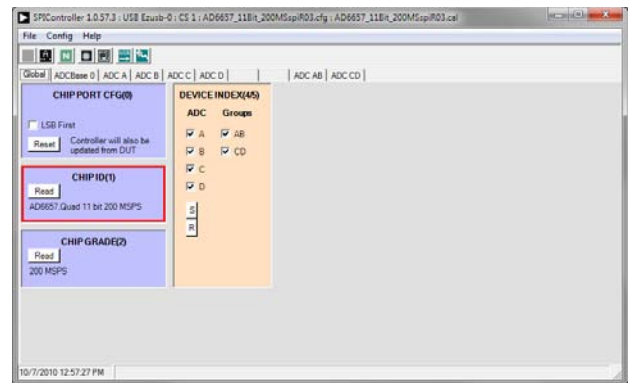 SPIController 1.0.57.3 : USB Ezusb-0 : CS 1 : AD6657_11Bit_200MSspiR03.cfg : AD6657_11Bit_200MSspiR03.cal
File Config Help
Global ADCBase 0 ADC A ADC B ADC C ADC D ADC AB ADC CD
CHIP PORT CFG(0)
LSB First
Reset
Controller will also be
updated from DUT
CHIP ID(1)
Read
AD6657,Quad 11 bit 200 MSPS
CHIP GRADE(2)
Read
200 MSPS
DEVICE INDEX(4/5)
ADC Groups
A AB
B CD
C
D
S
R
10/7/2010 12:57:27 PM